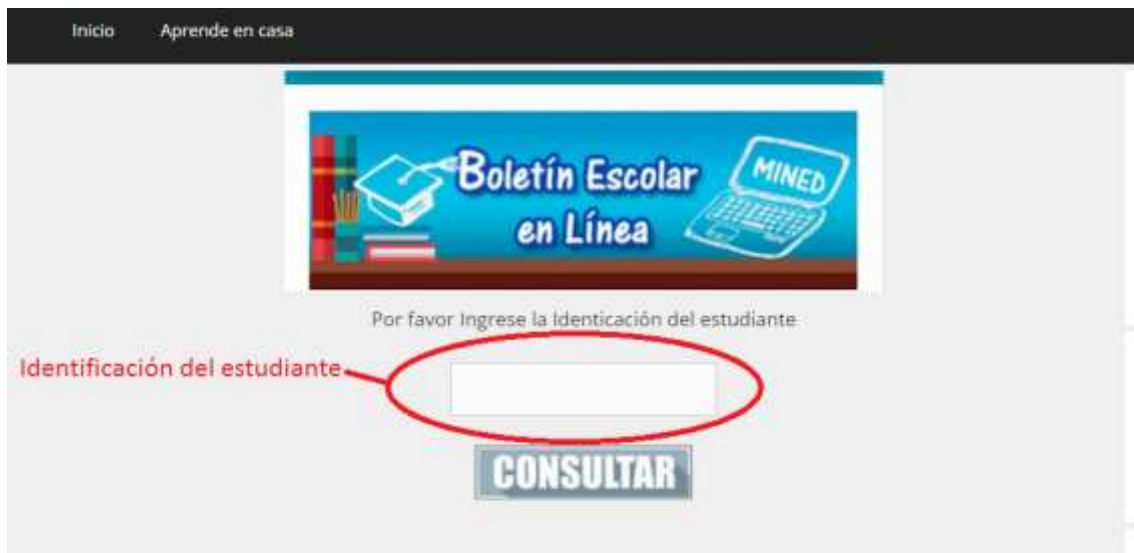 Inicio Aprende en casa
Boletín Escolar
en Línea
MINED
Por favor Ingrese la Identicación del estudiante
Identificación del estudiante
CONSULTAR